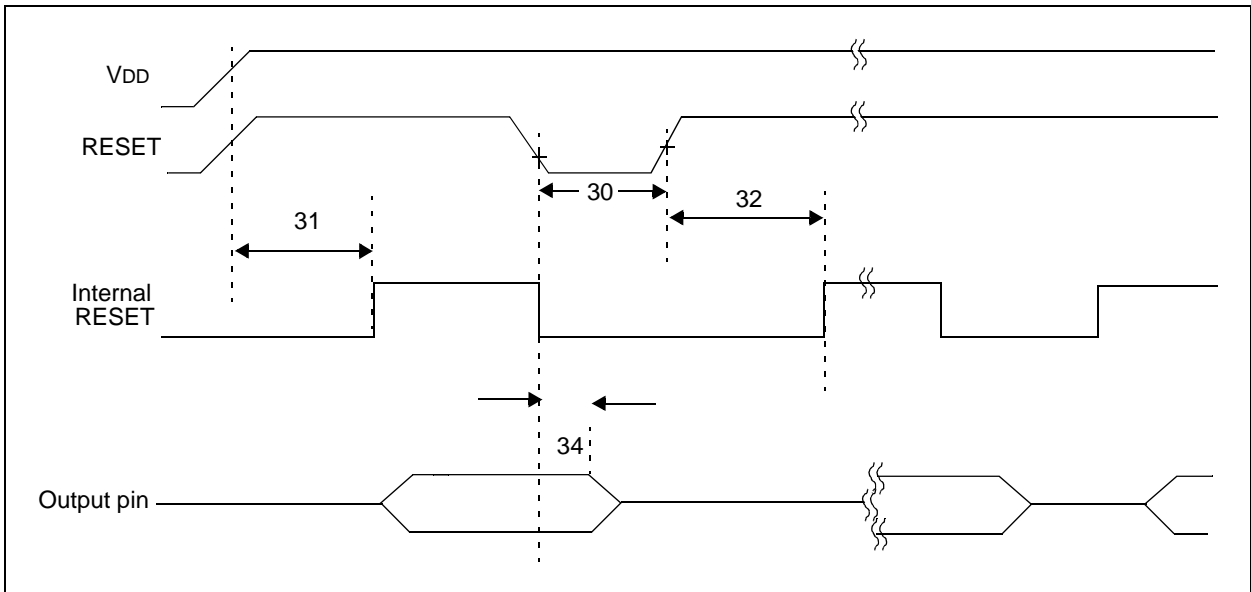 VDD
RESET
30
32
31
Internal
RESET
34
Output pin